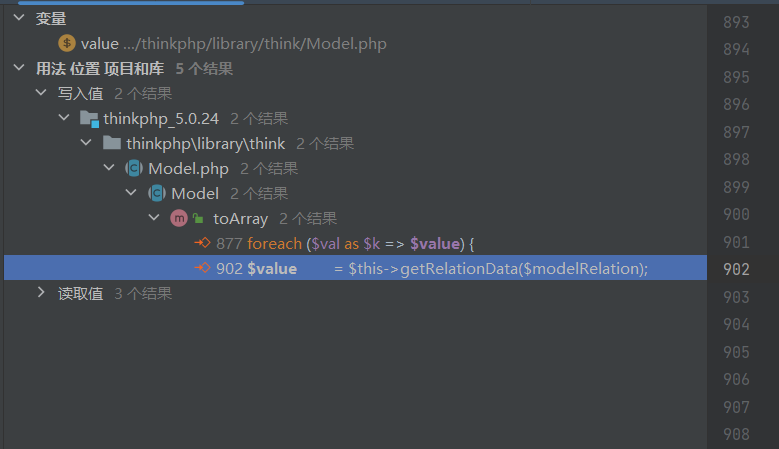 变量
$ value .../thinkphp/library/think/Model.php
用法 位置 项目和库 5 个结果
写入值 2 个结果
thinkphp_5.0.24 2 个结果
thinkphp\library\think 2 个结果
C Model.php 2 个结果
C Model 2 个结果
m toArray 2 个结果
877 foreach ($val as $k => $value) {
902 $value = $this->getRelationData($modelRelation);
读取值 3 个结果
893
894
895
896
897
898
899
900
901
902
903
904
905
906
907
908